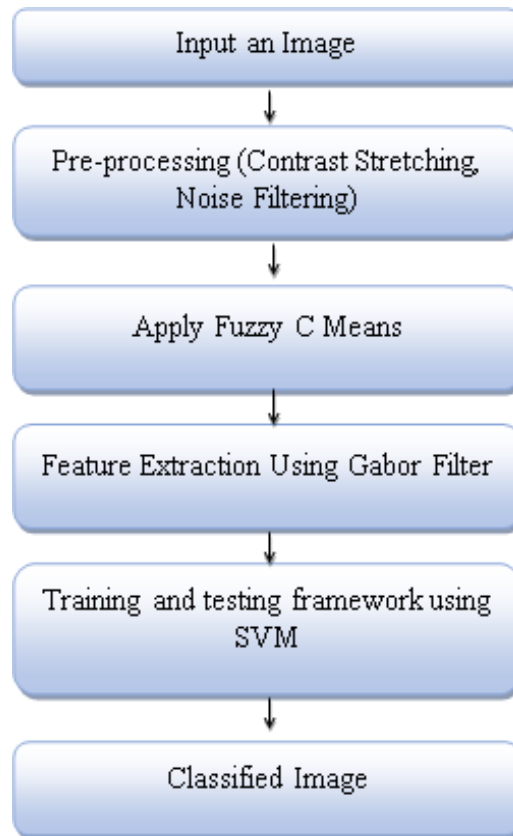 Input an Image
Pre-processing (Contrast Stretching,
Noise Filtering)
Apply Fuzzy C Means
Feature Extraction Using Gabor Filter
Training and testing framework using
SVM
Classified Image